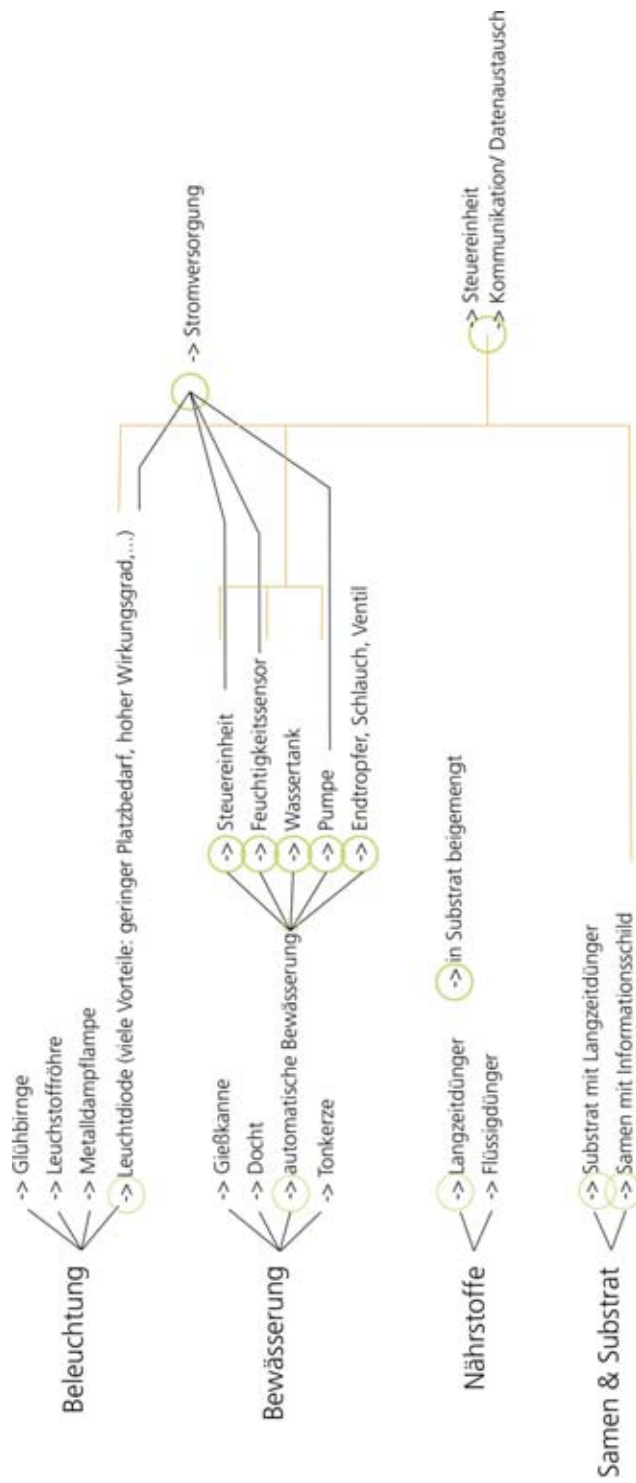 Beleuchtung
-> Glühbirnge
-> Leuchstoffröhre
-> Metalldampflampe
-> Leuchtdiode (viele Vorteile: geringer Platzbedarf, hoher Wirkungsgrad,...)
-> Stromversorgung
Bewässerung
-> Gießkanne
-> Docht
-> automatische Bewässerung
-> Tonkerze
-> Steuereinheit
-> Feuchtigkeitssensor
-> Wassertank
-> Pumpe
-> Endtropfer, Schlauch, Ventil
Nährstoffe
-> Langzeitdünger
-> Flüssigdünger
-> in Substrat beigemengt
-> Steuereinheit
-> Kommunikation/ Datenaustausch
Samen & Substrat
-> Substrat mit Langzeitdünger
-> Samen mit Informationsschild